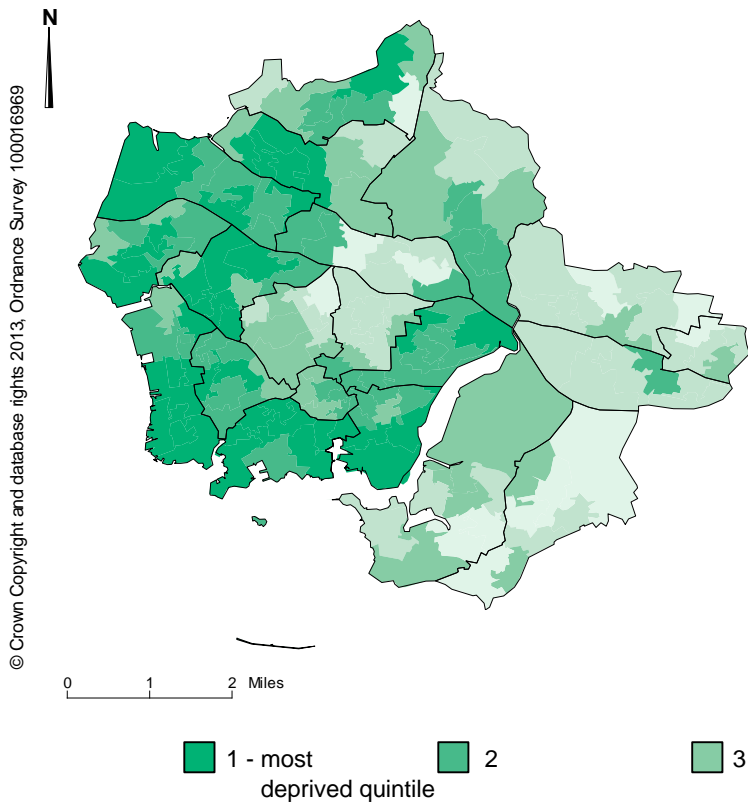 N
© Crown Copyright and database rights 2013, Ordnance Survey 100016969
0 1 2 Miles
1 - most
deprived quintile
2
3